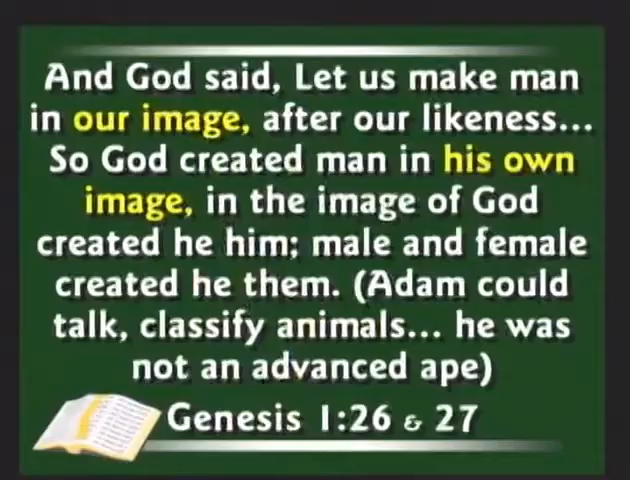 And God said, Let us make man
in our image, after our likeness...
So God created man in his own
image, in the image of God
created he him; male and female
created he them. (Adam could
talk, classify animals... he was
not an advanced ape)
Genesis 1:26 & 27